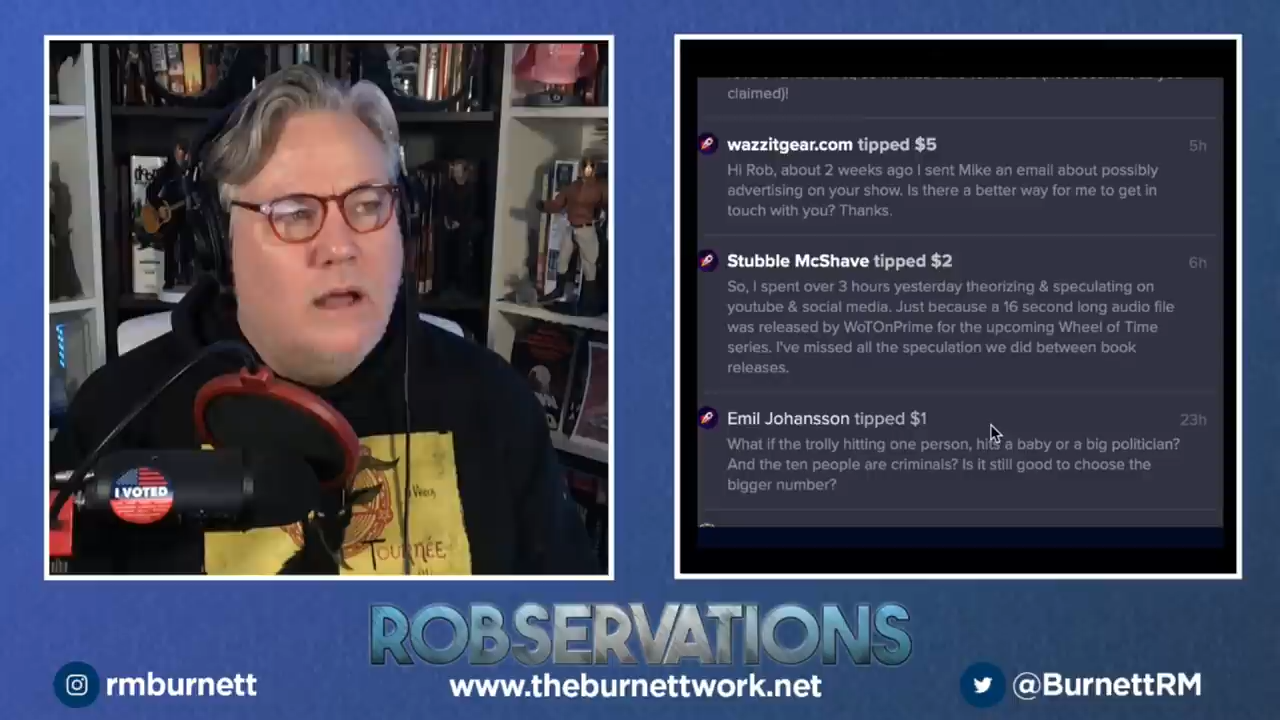 claimed)!
wazzitgear.com tipped $5
5h
Hi Rob, about 2 weeks ago I sent Mike an email about possibly
advertising on your show. Is there a better way for me to get in
touch with you? Thanks.
Stubble McShave tipped $2
6h
So, I spent over 3 hours yesterday theorizing & speculating on
youtube & social media. Just because a 16 second long audio file
was released by WoTOnPrime for the upcoming Wheel of Time
series. I've missed all the speculation we did between book
releases.
Emil Johansson tipped $1
23h
What if the trolly hitting one person, hits a baby or a big politician?
And the ten people are criminals? Is it still good to choose the
bigger number?
I VOTED
TOURNÉE
ROBSERVATIONS
rmburnett
www.theburnettwork.net
@BurnettRM